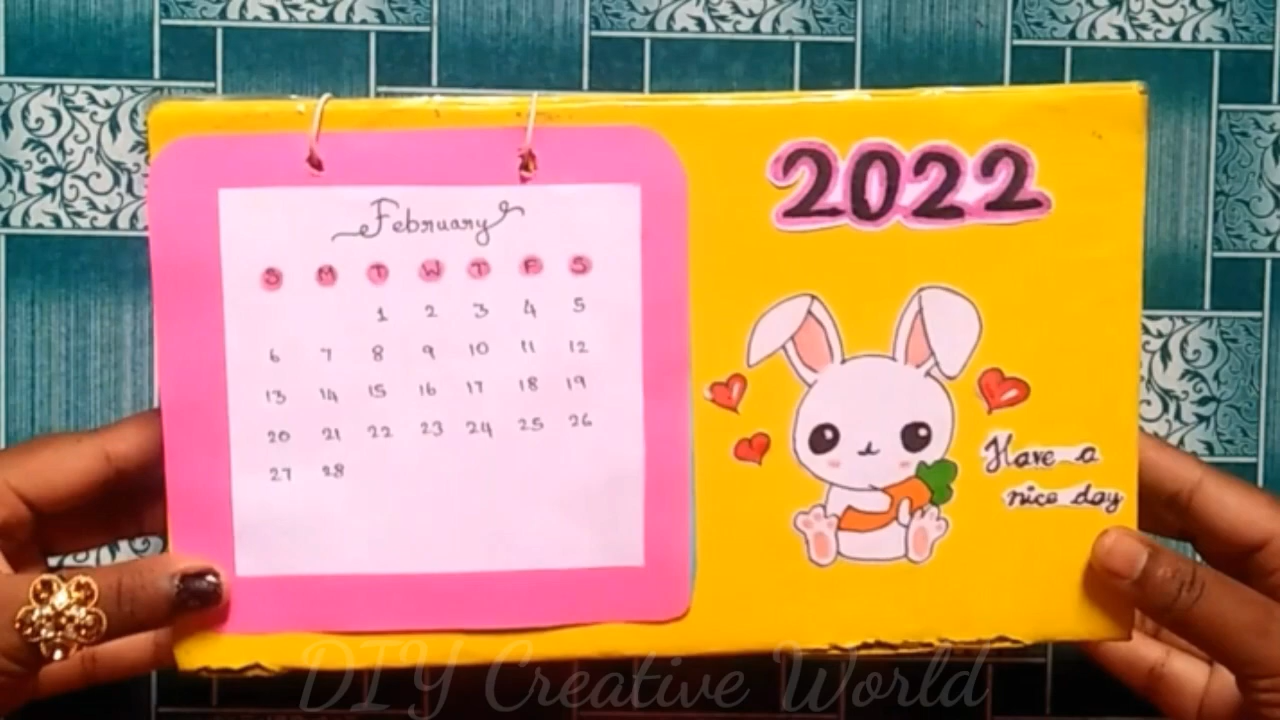 February
S M T W T F S
1 2 3 4 5
6 7 8 9 10 11 12
13 14 15 16 17 18 19
20 21 22 23 24 25 26
27 28
2022
Have a
nice day
DIY Creative World